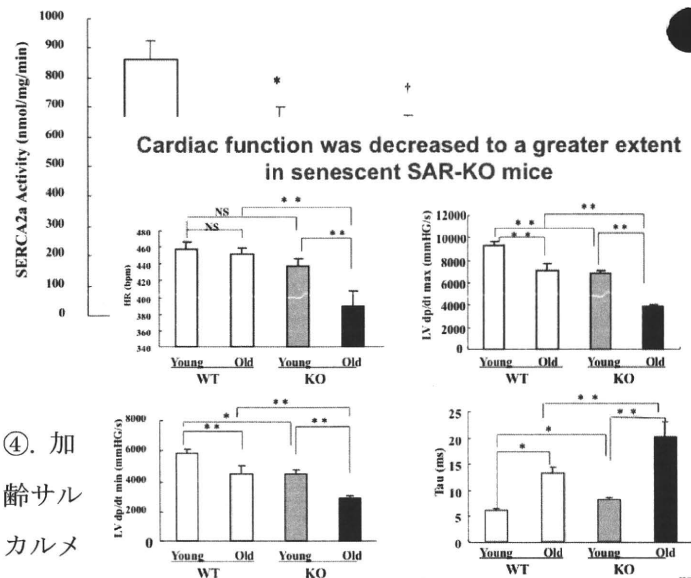 1000
900
800
700
600
500
400
300
200
100
0
SERCA2a Activity (nmol/mg/min)
*
†
Cardiac function was decreased to a greater extent
in senescent SAR-KO mice
* *
NS
NS
* *
480
460
440
420
400
380
360
340
HR (bpm)
Young Old Young Old
WT KO
* *
* *
* *
* *
12000
10000
8000
6000
4000
2000
0
LV dp/dt max (mmHG/s)
Young Old Young Old
WT KO
④. 加
齢サル
カルメ
* *
*
* *
* *
8000
6000
4000
2000
0
LV dp/dt min (mmHG/s)
Young Old Young Old
WT KO
* *
* *
*
*
25
20
15
10
5
0
Tau (ms)
Young Old Young Old
WT KO